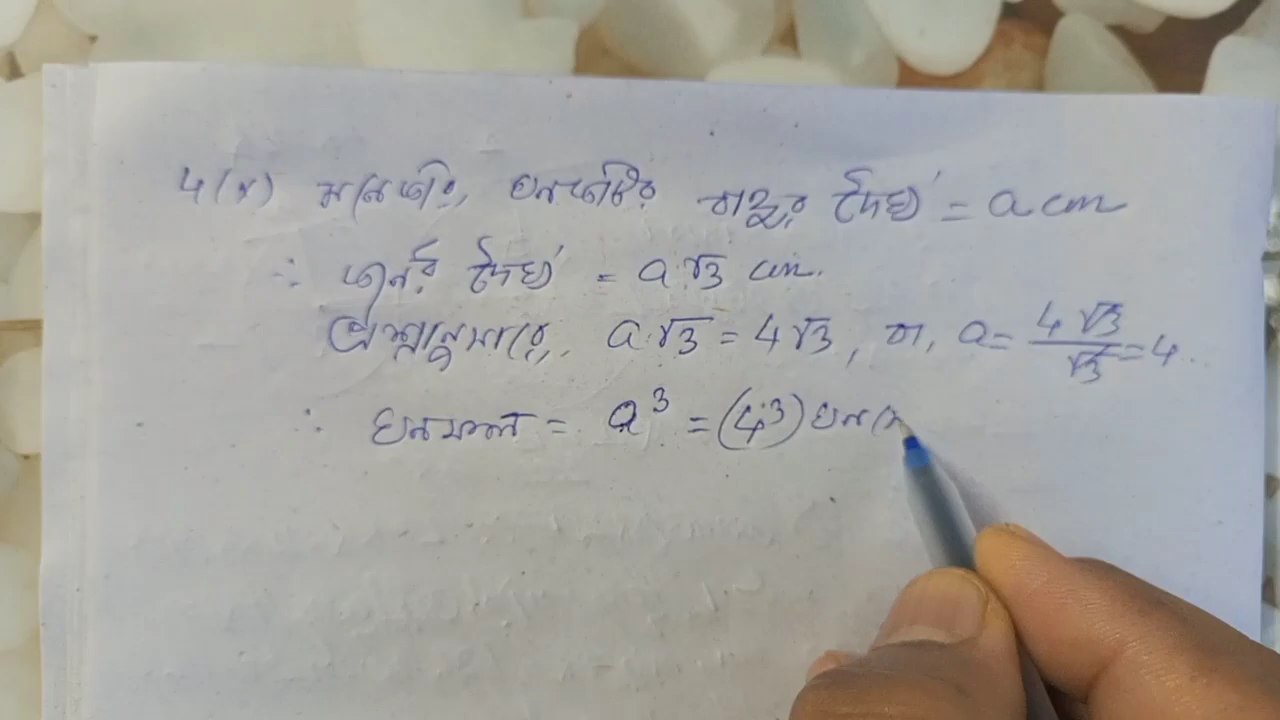 4(x) মনেকরি, ঘনকটির বাহুর দৈর্ঘ্য = a cm
∴ কর্নের দৈর্ঘ্য = a√3 cm.
প্রশ্নানুসারে, a√3 = 4√3, বা, a = 4√3/√3 = 4.
∴ ঘনফল = a³ = (4³) ঘন